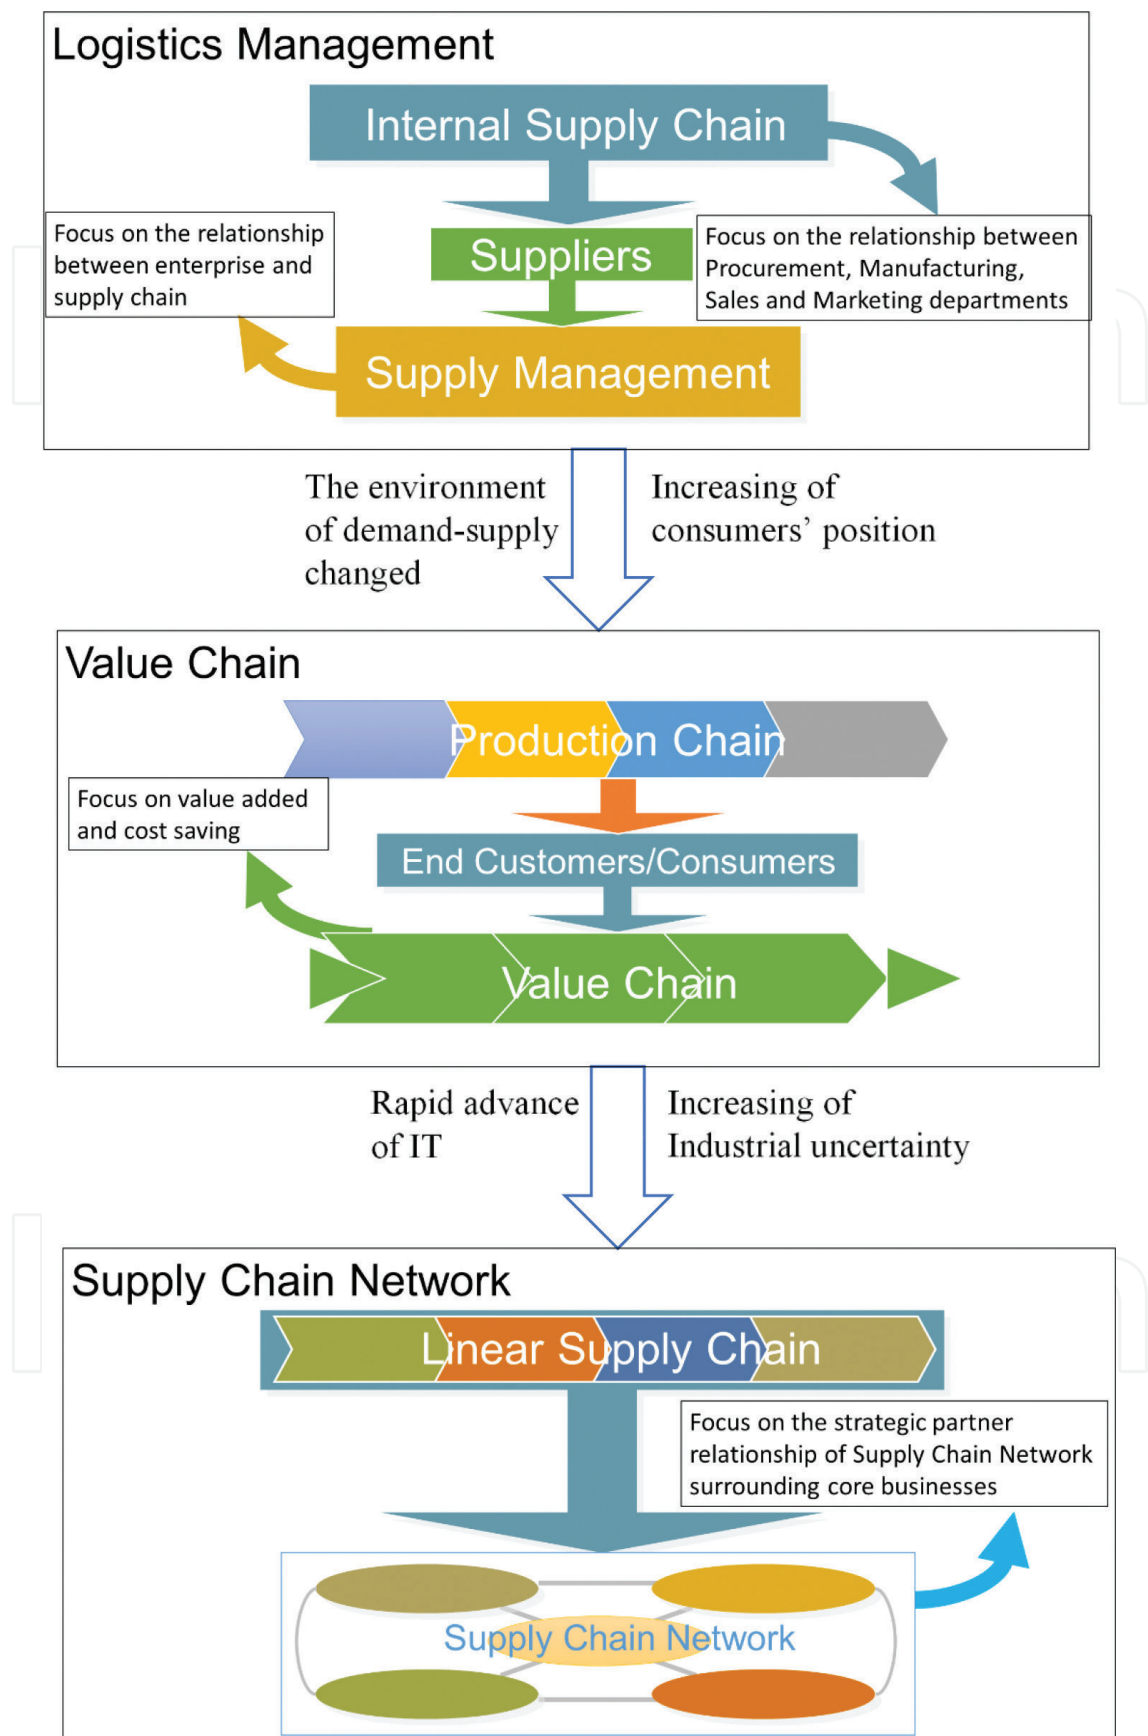 Logistics Management
Internal Supply Chain
Focus on the relationship
between enterprise and
supply chain
Suppliers
Focus on the relationship between
Procurement, Manufacturing,
Sales and Marketing departments
Supply Management
The environment
of demand-supply
changed
Increasing of
consumers’ position
Value Chain
Production Chain
Focus on value added
and cost saving
End Customers/Consumers
Value Chain
Rapid advance
of IT
Increasing of
Industrial uncertainty
Supply Chain Network
Linear Supply Chain
Focus on the strategic partner
relationship of Supply Chain Network
surrounding core businesses
Supply Chain Network